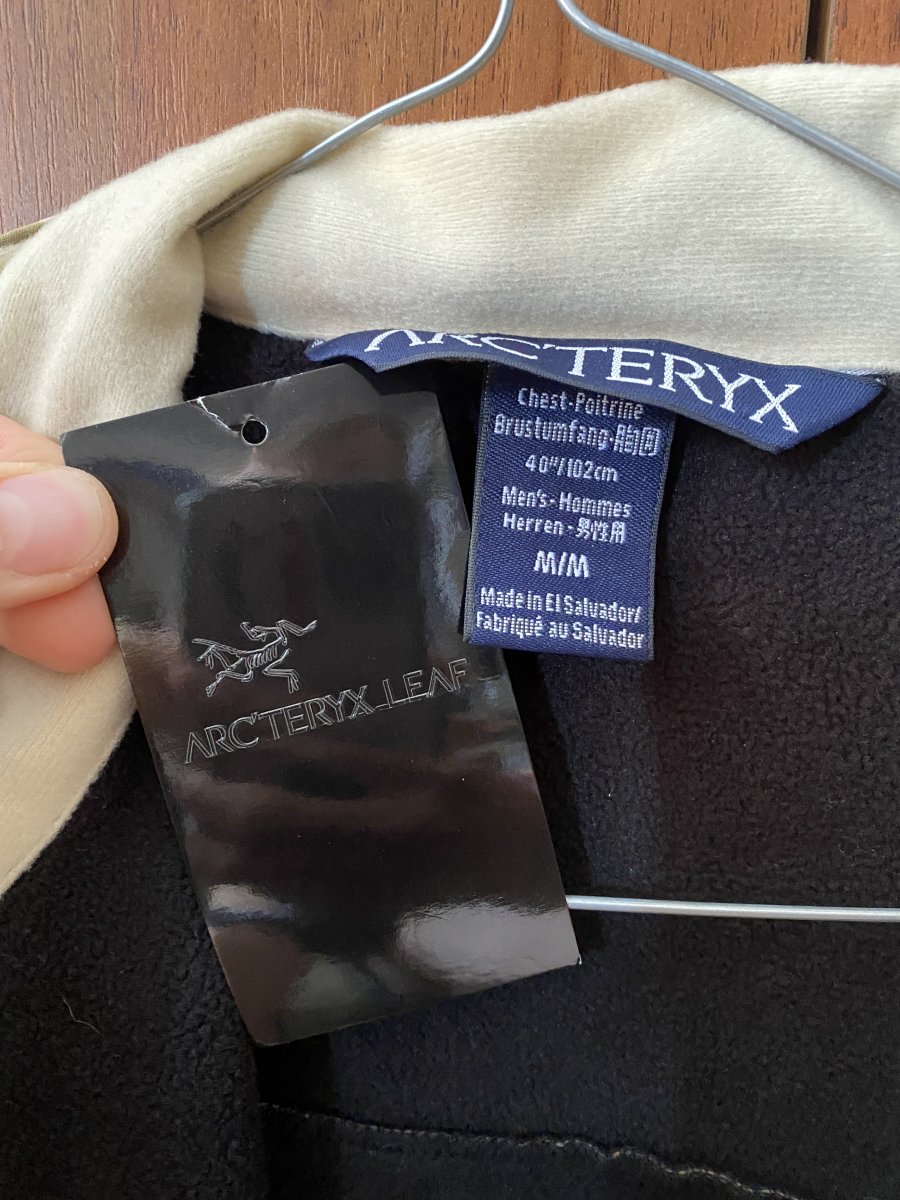 ARC'TERYX
Chest-Poitrine
Brustumfang-胸囲
40"/102cm
Men's-Hommes
Herren-男性用
M/M
Made in El Salvador/
Fabriqué au Salvador
ARC'TERYX LEAF